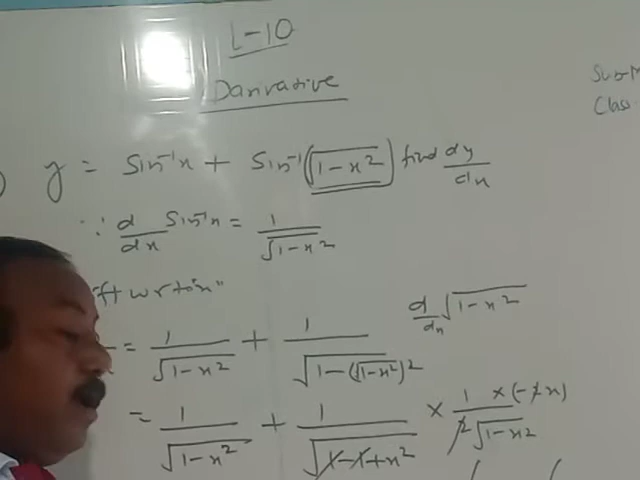 L-10
Darivative
Sub-M
Clas
y = Sin⁻¹x + Sin⁻¹(√(1-x²)) find dy/dx
∵ d/dx Sin⁻¹x = 1/√(1-x²)
= 1/√(1-x²) + 1/√(1-(√(1-x²))²) d/dx √(1-x²)
= 1/√(1-x²) + 1/√(1-1+x²) × 1/(2√(1-x²)) × (-2x)